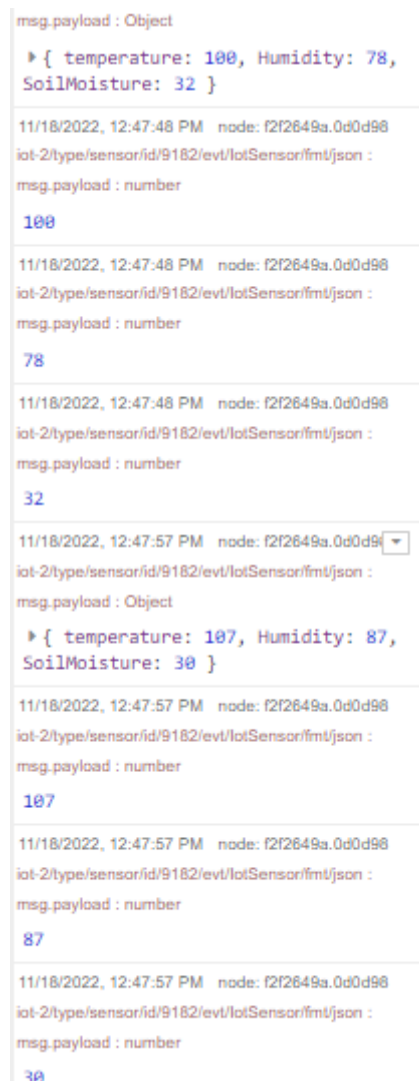 msg.payload : Object
▶ { temperature: 100, Humidity: 78,
SoilMoisture: 32 }
11/18/2022, 12:47:48 PM   node: f2f2649a.0d0d98
iot-2/type/sensor/id/9182/evt/IotSensor/fmt/json :
msg.payload : number
100
11/18/2022, 12:47:48 PM   node: f2f2649a.0d0d98
iot-2/type/sensor/id/9182/evt/IotSensor/fmt/json :
msg.payload : number
78
11/18/2022, 12:47:48 PM   node: f2f2649a.0d0d98
iot-2/type/sensor/id/9182/evt/IotSensor/fmt/json :
msg.payload : number
32
11/18/2022, 12:47:57 PM   node: f2f2649a.0d0d9
iot-2/type/sensor/id/9182/evt/IotSensor/fmt/json :
msg.payload : Object
▶ { temperature: 107, Humidity: 87,
SoilMoisture: 30 }
11/18/2022, 12:47:57 PM   node: f2f2649a.0d0d98
iot-2/type/sensor/id/9182/evt/IotSensor/fmt/json :
msg.payload : number
107
11/18/2022, 12:47:57 PM   node: f2f2649a.0d0d98
iot-2/type/sensor/id/9182/evt/IotSensor/fmt/json :
msg.payload : number
87
11/18/2022, 12:47:57 PM   node: f2f2649a.0d0d98
iot-2/type/sensor/id/9182/evt/IotSensor/fmt/json :
msg.payload : number
30